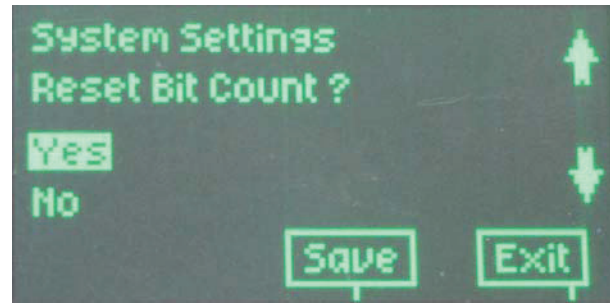 System Settings
Reset Bit Count ?
Yes
No
Save Exit